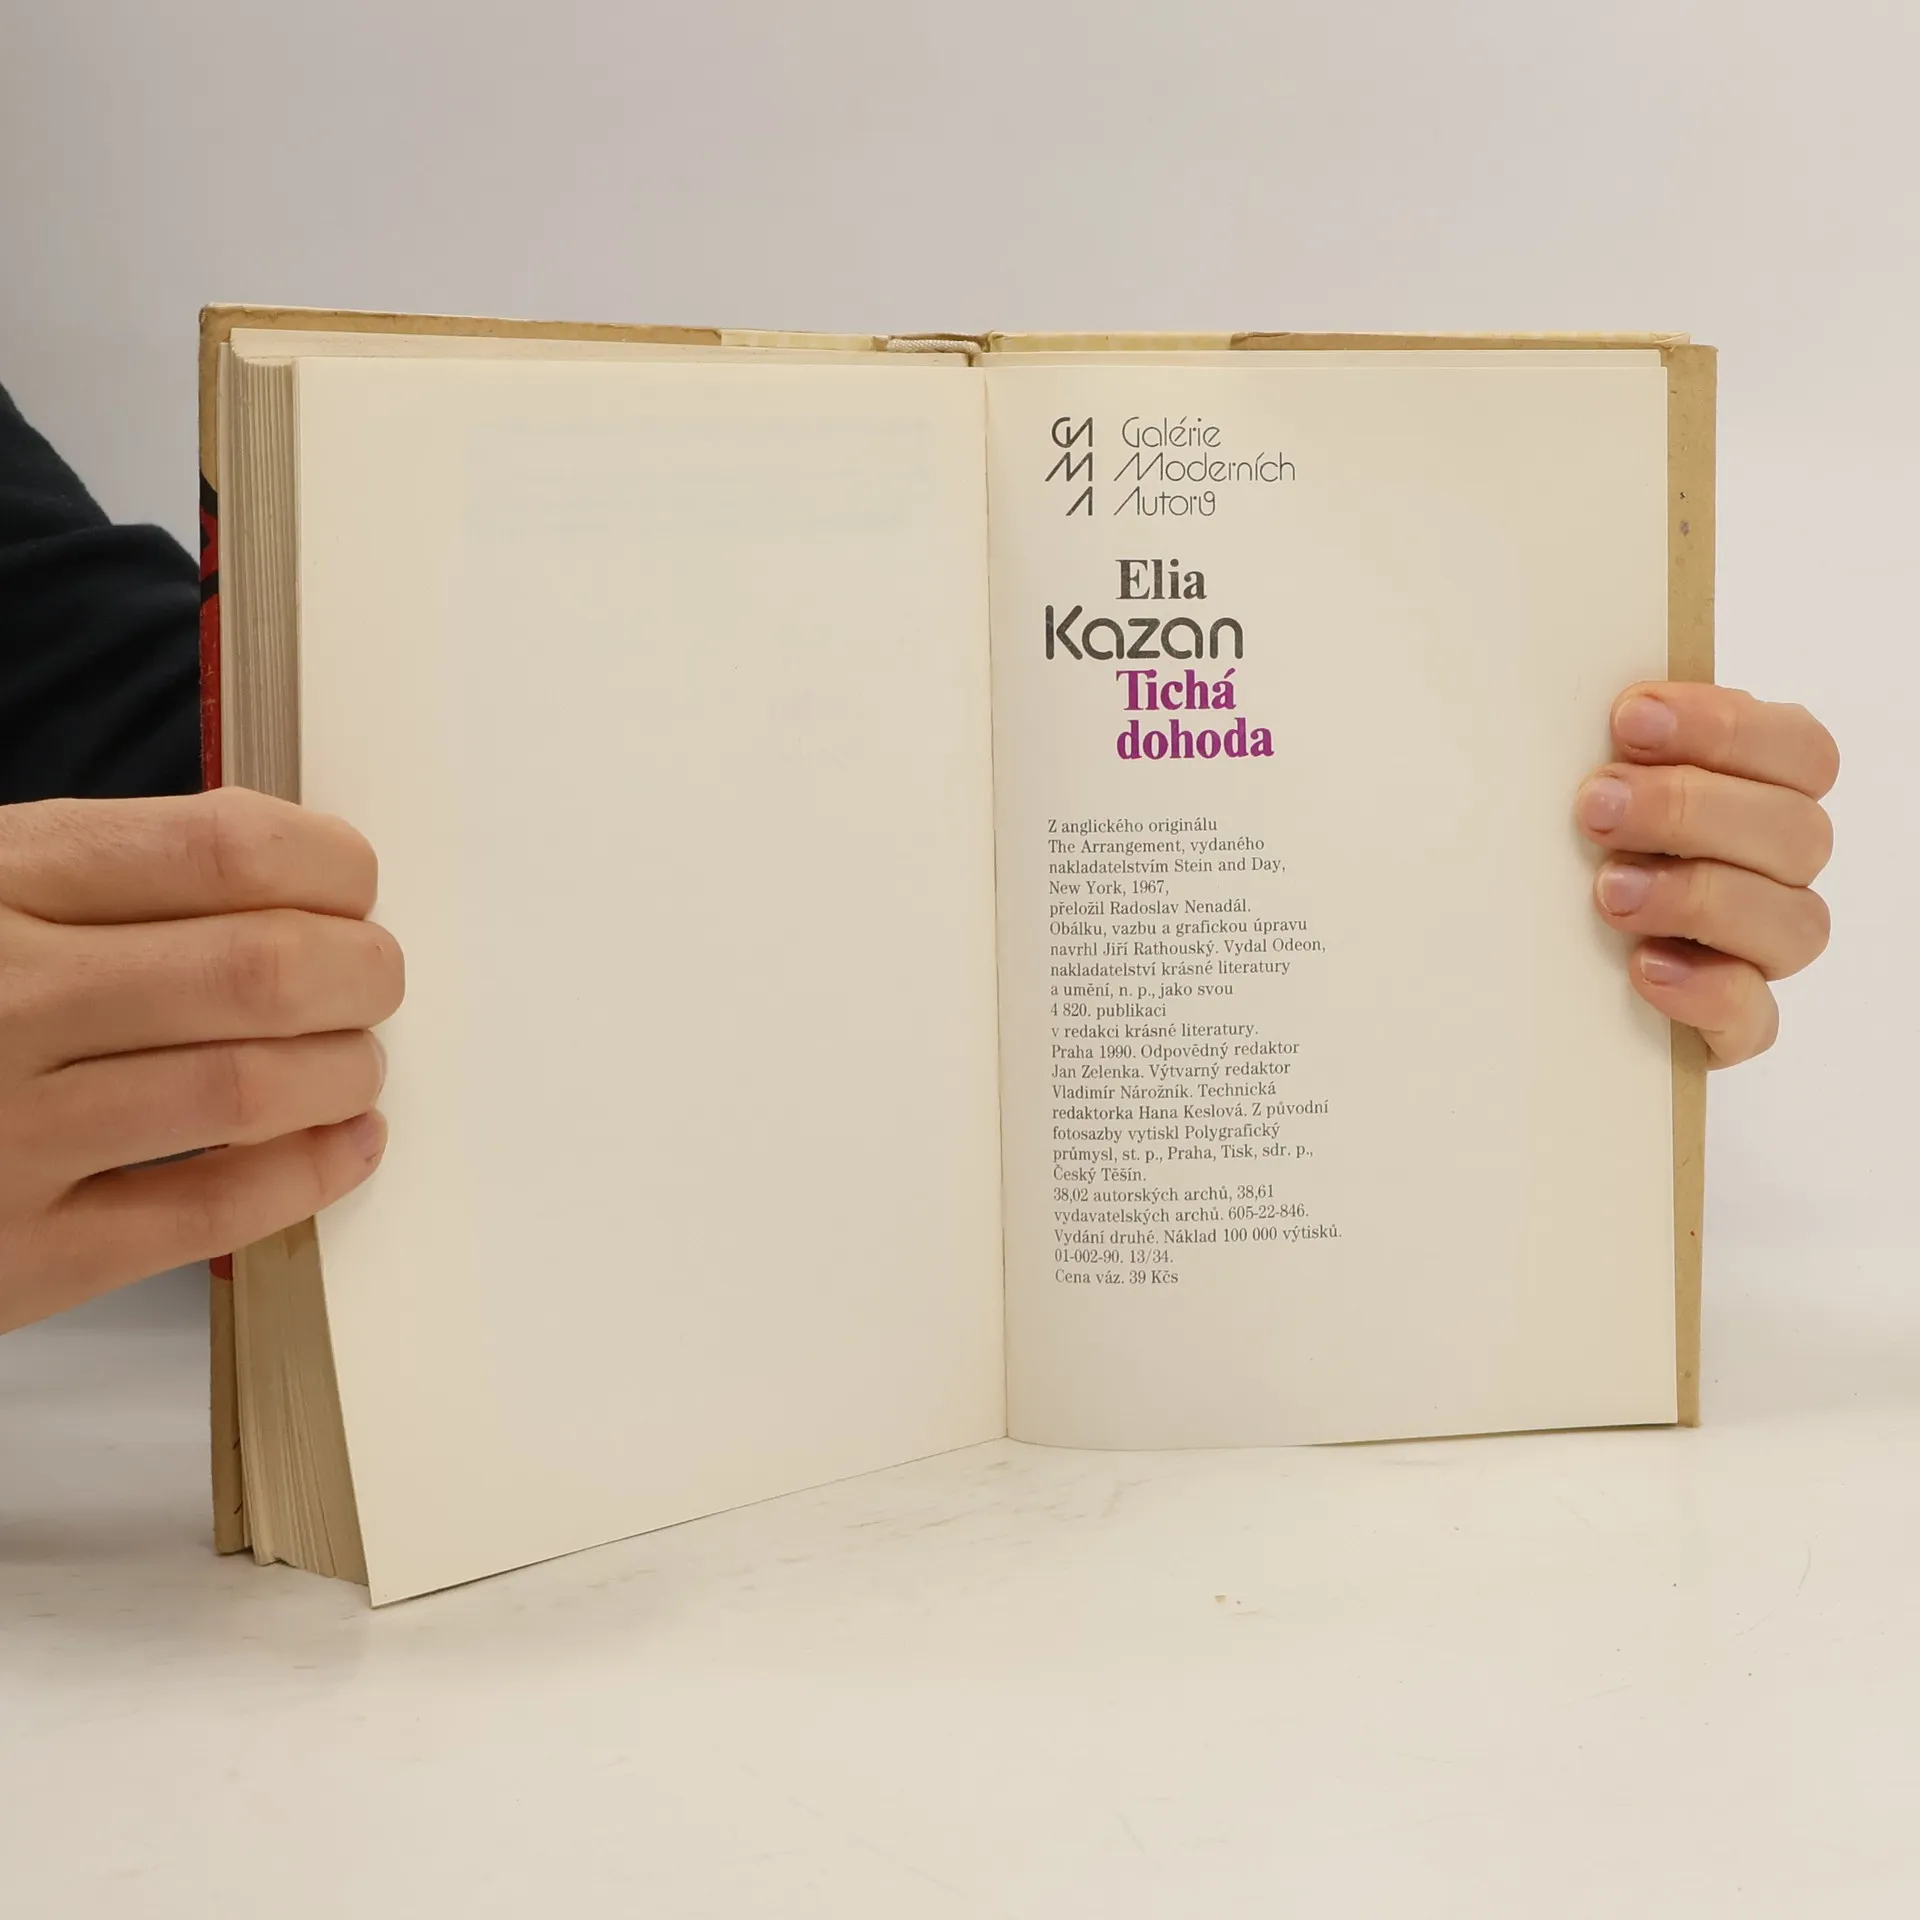 GM Galérie
M Moderních
A Autorů
Elia
Kazan
Tichá
dohoda
Z anglického originálu
The Arrangement, vydaného
nakladatelstvím Stein and Day,
New York, 1967,
přeložil Radoslav Nenadál.
Obálku, vazbu a grafickou úpravu
navrhl Jiří Rathouský. Vydal Odeon,
nakladatelství krásné literatury
a umění, n. p., jako svou
4 820. publikaci
v redakci krásné literatury.
Praha 1990. Odpovědný redaktor
Jan Zelenka. Výtvarný redaktor
Vladimír Nárožník. Technická
redaktorka Hana Keslová. Z původní
fotosazby vytiskl Polygrafický
průmysl, st. p., Praha, Tisk, sdr. p.,
Český Těšín.
38,02 autorských archů, 38,61
vydavatelských archů. 605-22-846.
Vydání druhé. Náklad 100 000 výtisků.
01-002-90. 13/34.
Cena váz. 39 Kčs